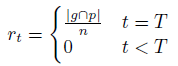 r_t = { |g∩p| / n   t = T
0   t < T